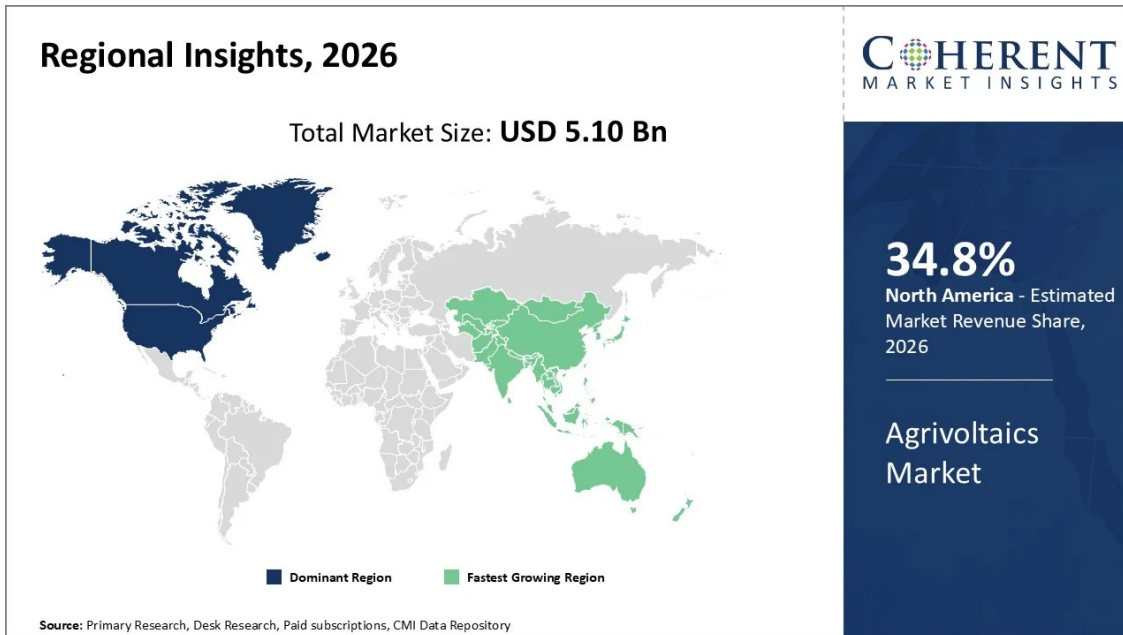 Regional Insights, 2026
Total Market Size: USD 5.10 Bn
Dominant Region
Fastest Growing Region
Source: Primary Research, Desk Research, Paid subscriptions, CMI Data Repository
COHERENT
MARKET INSIGHTS
34.8%
North America - Estimated
Market Revenue Share,
2026
Agrivoltaics
Market